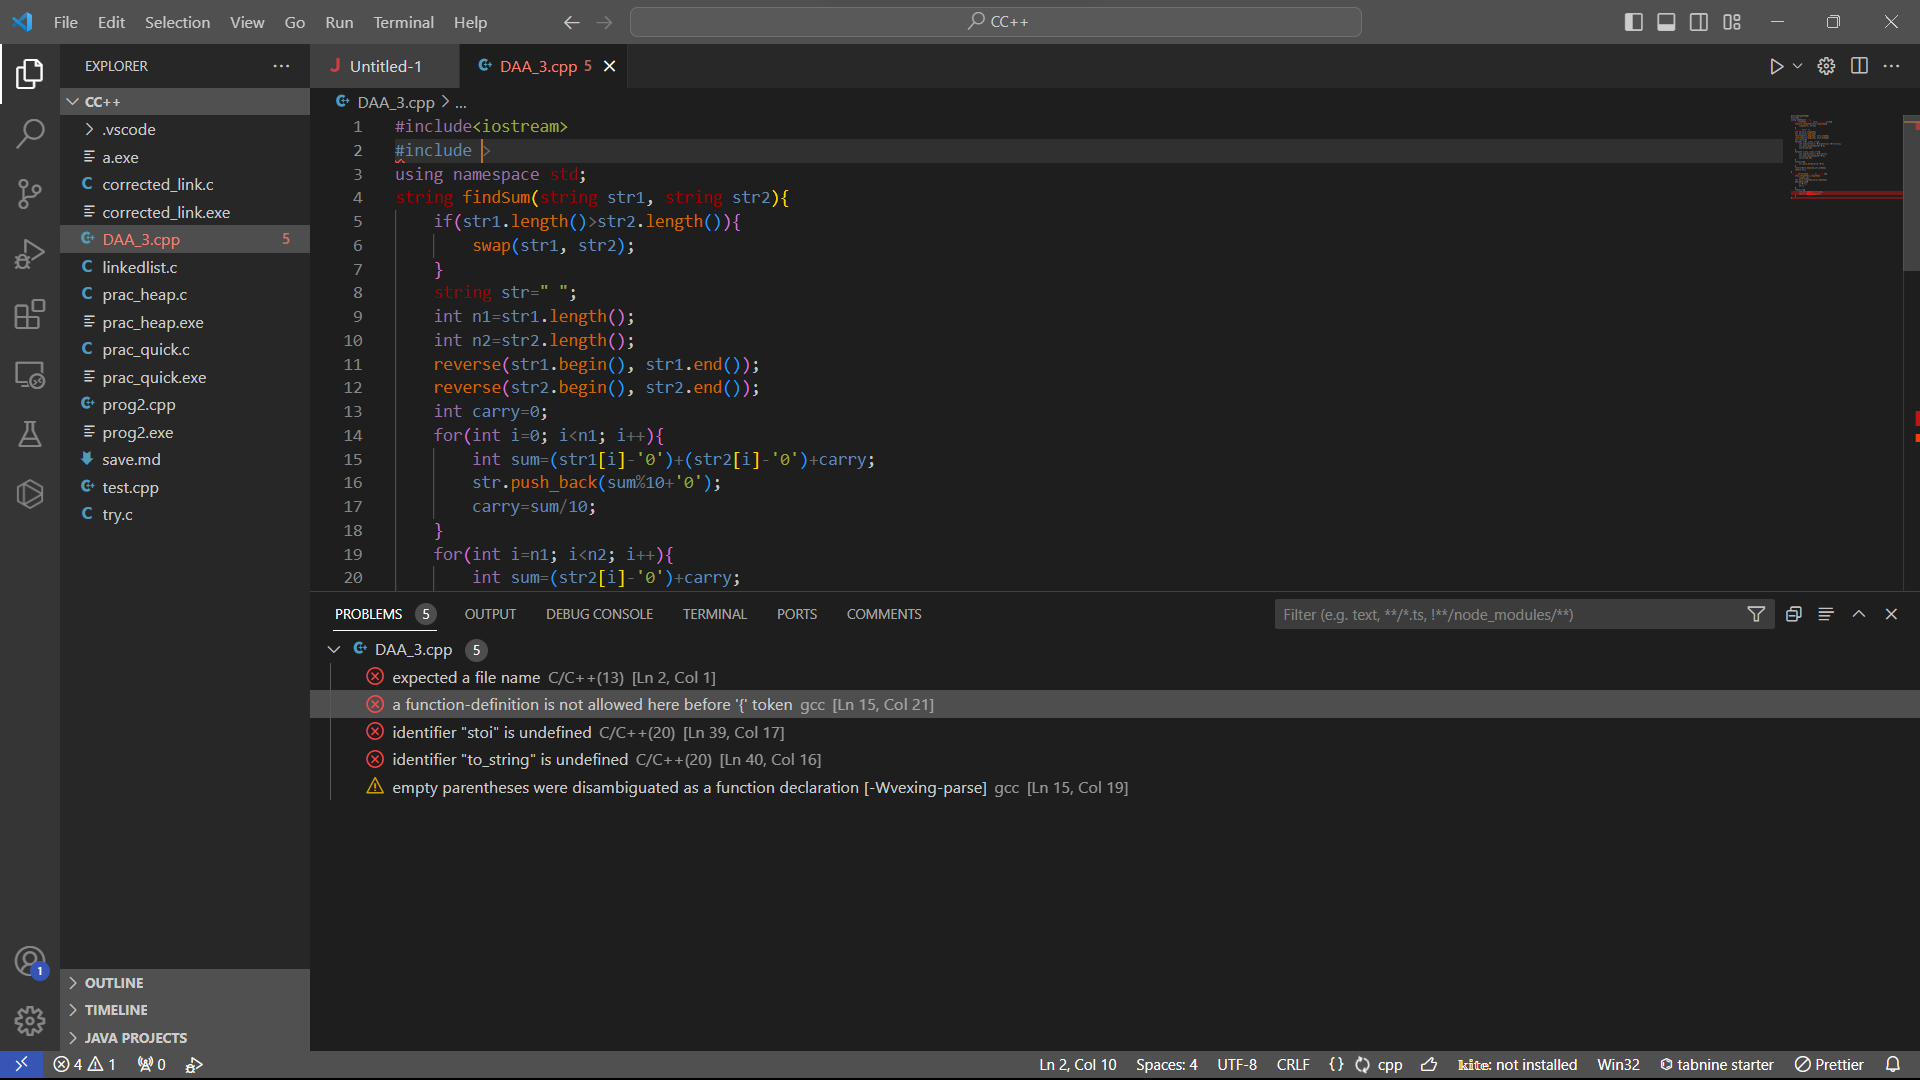 File Edit Selection View Go Run Terminal Help
CC++
EXPLORER
CC++
.vscode
a.exe
corrected_link.c
corrected_link.exe
DAA_3.cpp 5
linkedlist.c
prac_heap.c
prac_heap.exe
prac_quick.c
prac_quick.exe
prog2.cpp
prog2.exe
save.md
test.cpp
try.c
OUTLINE
TIMELINE
JAVA PROJECTS
1
Untitled-1
DAA_3.cpp 5
DAA_3.cpp > ...
1 #include<iostream>
2 #include >
3 using namespace std;
4 string findSum(string str1, string str2){
5 if(str1.length()>str2.length()){
6 swap(str1, str2);
7 }
8 string str=" ";
9 int n1=str1.length();
10 int n2=str2.length();
11 reverse(str1.begin(), str1.end());
12 reverse(str2.begin(), str2.end());
13 int carry=0;
14 for(int i=0; i<n1; i++){
15 int sum=(str1[i]-'0')+(str2[i]-'0')+carry;
16 str.push_back(sum%10+'0');
17 carry=sum/10;
18 }
19 for(int i=n1; i<n2; i++){
20 int sum=(str2[i]-'0')+carry;
PROBLEMS 5 OUTPUT DEBUG CONSOLE TERMINAL PORTS COMMENTS
Filter (e.g. text, **/*.ts, !**/node_modules/**)
DAA_3.cpp 5
expected a file name C/C++(13) [Ln 2, Col 1]
a function-definition is not allowed here before '{' token gcc [Ln 15, Col 21]
identifier "stoi" is undefined C/C++(20) [Ln 39, Col 17]
identifier "to_string" is undefined C/C++(20) [Ln 40, Col 16]
empty parentheses were disambiguated as a function declaration [-Wvexing-parse] gcc [Ln 15, Col 19]
4 1 0
Ln 2, Col 10 Spaces: 4 UTF-8 CRLF {} cpp kite: not installed Win32 tabnine starter Prettier